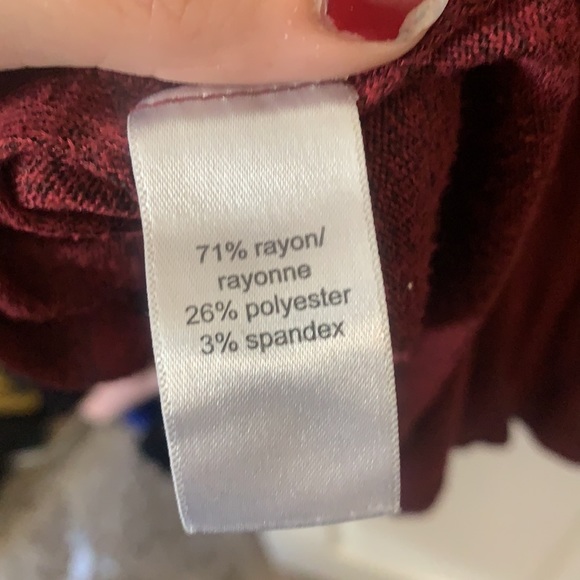 71% rayon/
rayonne
26% polyester
3% spandex